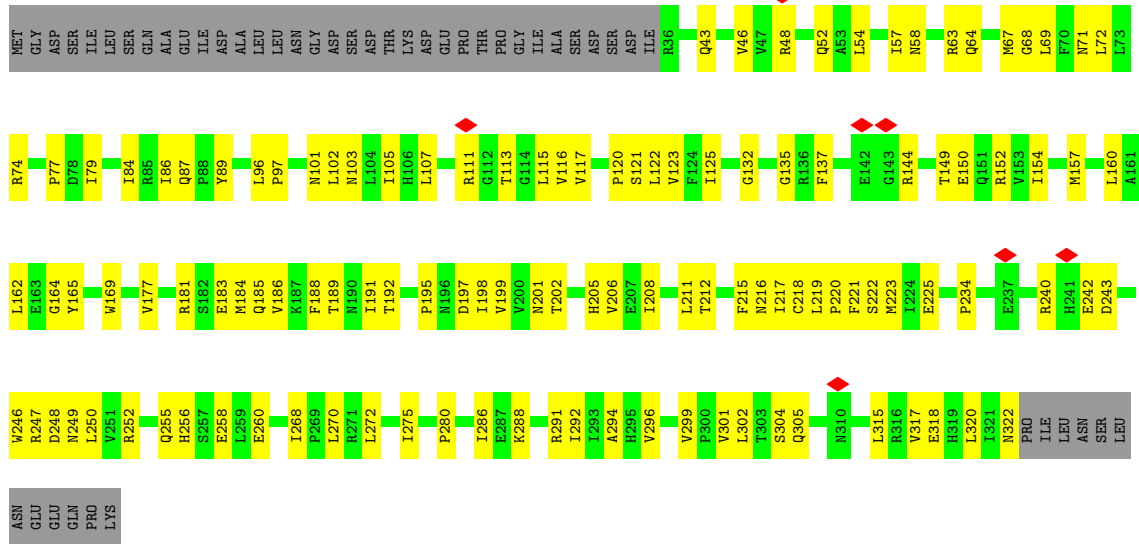 MET GLY ASP SER ILE LEU SER GLN ALA GLU ILE ASP ALA LEU LEU ASN GLY ASP SER ASP THR LYS ASP GLU PRO THR PRO GLY ILE ALA SER ASP SER ASP ILE R36 Q43 V46 V47 R48 Q52 A53 L54 I57 N58 R63 Q64 M67 G68 L69 F70 N71 L72 L73
R74 P77 D78 I79 I84 R85 I86 Q87 P88 Y89 L96 P97 N101 L102 N103 L104 I105 H106 L107 R111 G112 T113 G114 L115 V116 V117 P120 S121 L122 V123 F124 I125 G132 G135 R136 F137 E142 G143 R144 T149 E150 Q151 R152 V153 I154 M157 L160 A161
L162 E163 G164 Y165 W169 V177 R181 S182 E183 M184 Q185 V186 K187 F188 T189 N190 I191 T192 P195 N196 D197 I198 V199 V200 N201 T202 H205 V206 E207 I208 L211 T212 F215 N216 I217 C218 L219 P220 F221 S222 M223 I224 E225 P234 E237 R240 H241 E242 D243
W246 R247 D248 N249 L250 V251 R252 Q255 H256 S257 E258 L259 E260 I268 P269 L270 R271 L272 I275 P280 I286 E287 K288 R291 I292 I293 A294 H295 V296 V299 P300 V301 L302 T303 S304 Q305 N310 L315 R316 V317 E318 H319 L320 I321 N322 PRO ILE LEU ASN SER LEU
ASN GLU GLU GLN PRO LYS